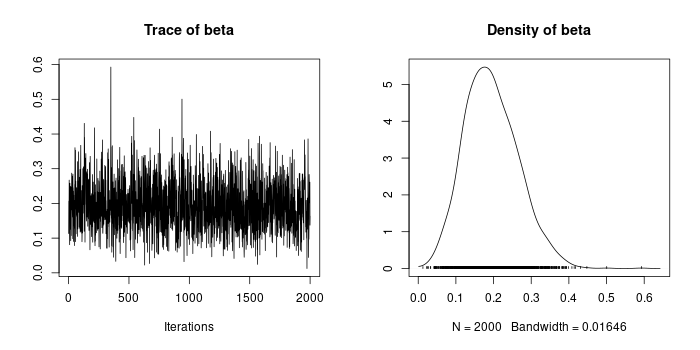 Trace of beta
0.6
0.5
0.4
0.3
0.2
0.1
0.0
0 500 1000 1500 2000
Iterations
Density of beta
5
4
3
2
1
0
0.0 0.1 0.2 0.3 0.4 0.5 0.6
N = 2000 Bandwidth = 0.01646